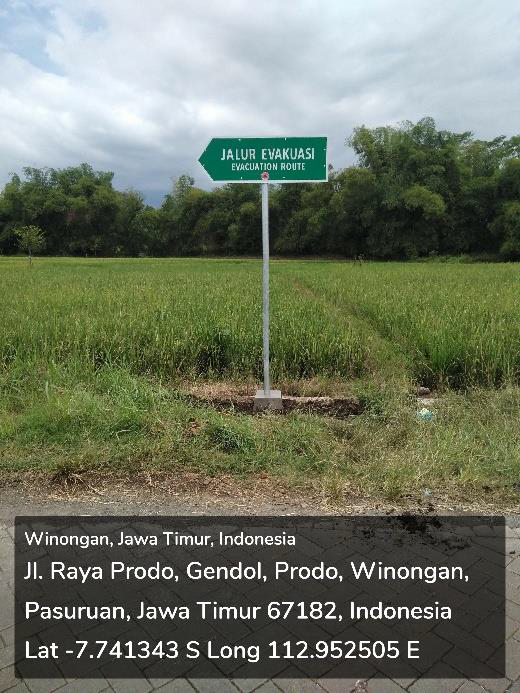 JALUR EVAKUASI
EVACUATION ROUTE
Winongan, Jawa Timur, Indonesia
Jl. Raya Prodo, Gendol, Prodo, Winongan,
Pasuruan, Jawa Timur 67182, Indonesia
Lat -7.741343 S Long 112.952505 E